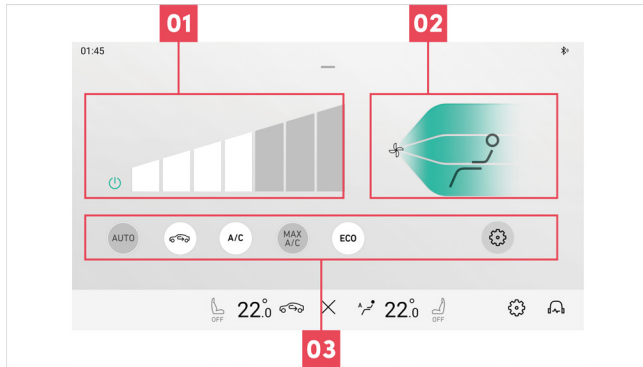 01
02
01:45
AUTO
A/C
MAX
A/C
ECO
OFF
22.0°
A
22.0°
OFF
03